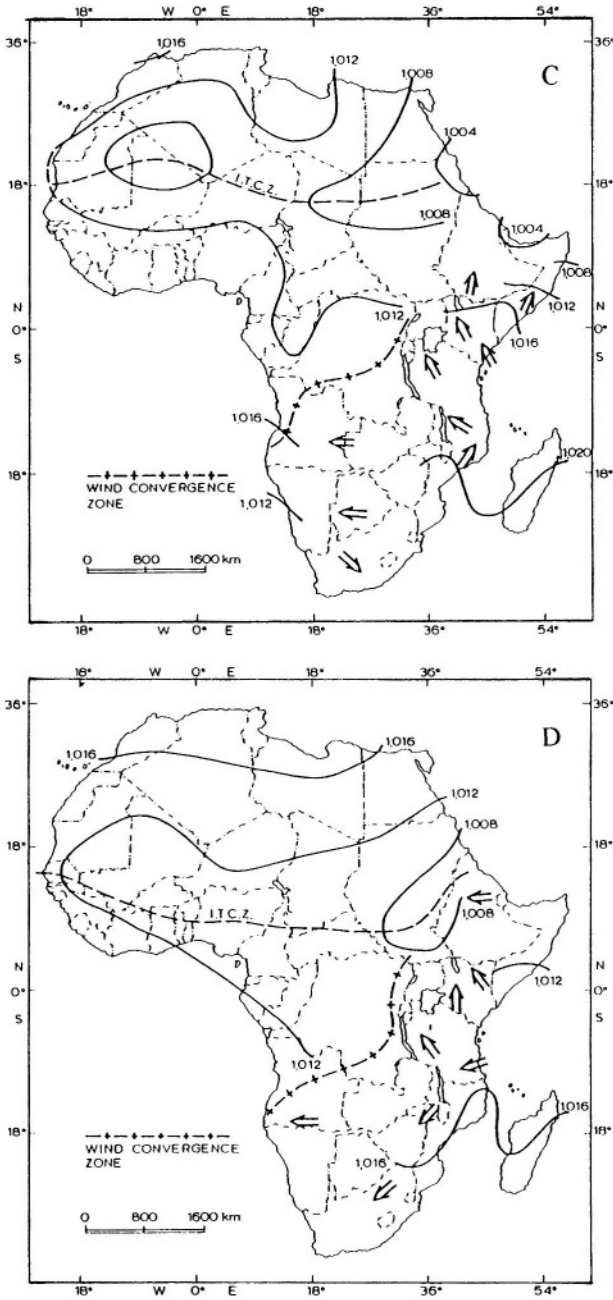 18° W 0° E 18° 36° 54°
36°
1,016
1,012
1,008
C
1,004
18° 18°
I.T.C.Z.
1,008
1,004
1,008
1,012
N
0°
S
1,012
1,016
N
0°
S
1,016
18° 18°
1,020
WIND CONVERGENCE
ZONE
1,012
0 800 1600 km
18° W 0° E 18° 36° 54°
18° W 0° E 18° 36° 54°
36° 36°
D
1,016 1,016
1,012
1,008
18° 18°
I.T.C.Z.
1,008
N
0°
S
1,012
N
0°
S
1,012
1,016
18° 18°
WIND CONVERGENCE
ZONE
1,016
0 800 1600 km
18° W 0° E 18° 36° 54°